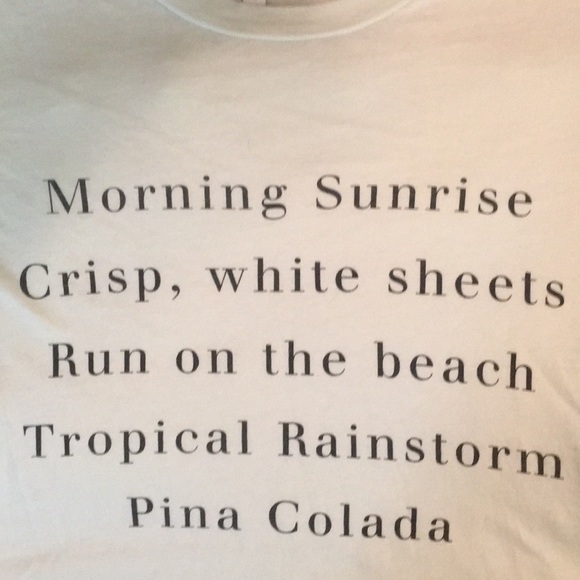 Morning Sunrise
Crisp, white sheets
Run on the beach
Tropical Rainstorm
Pina Colada